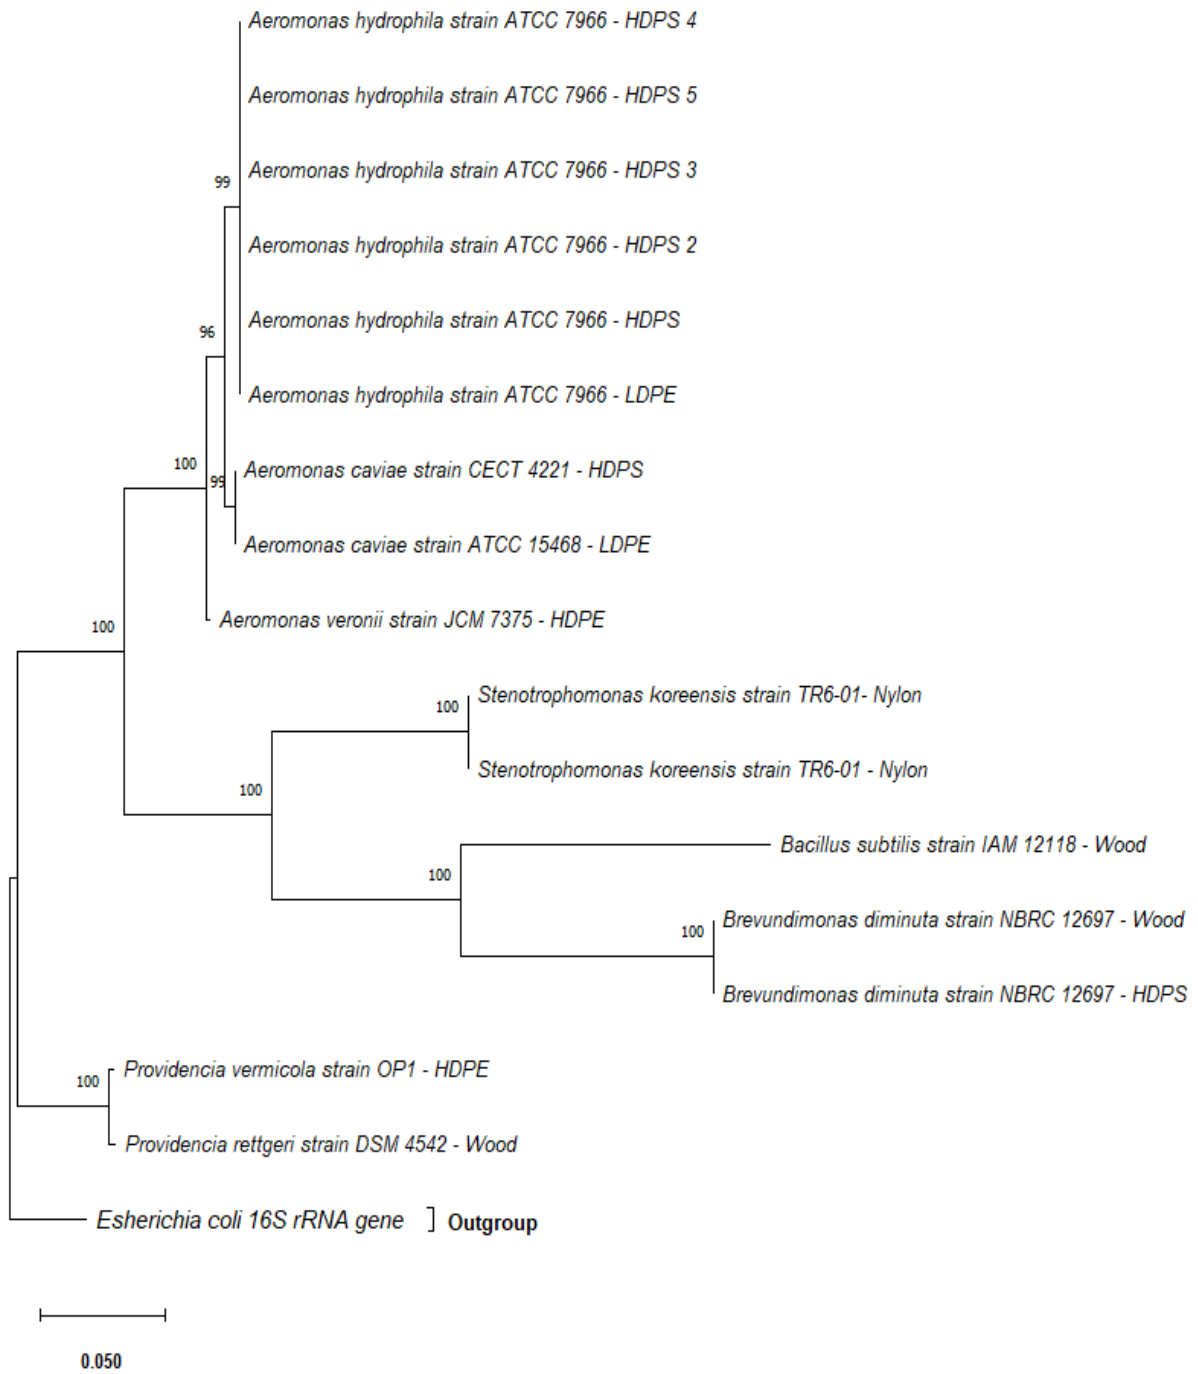 Aeromonas hydrophila strain ATCC 7966 - HDPS 4
Aeromonas hydrophila strain ATCC 7966 - HDPS 5
Aeromonas hydrophila strain ATCC 7966 - HDPS 3
99
Aeromonas hydrophila strain ATCC 7966 - HDPS 2
Aeromonas hydrophila strain ATCC 7966 - HDPS
96
Aeromonas hydrophila strain ATCC 7966 - LDPE
100
Aeromonas caviae strain CECT 4221 - HDPS
99
Aeromonas caviae strain ATCC 15468 - LDPE
Aeromonas veronii strain JCM 7375 - HDPE
100
Stenotrophomonas koreensis strain TR6-01- Nylon
100
Stenotrophomonas koreensis strain TR6-01 - Nylon
100
Bacillus subtilis strain IAM 12118 - Wood
100
Brevundimonas diminuta strain NBRC 12697 - Wood
100
Brevundimonas diminuta strain NBRC 12697 - HDPS
Providencia vermicola strain OP1 - HDPE
100
Providencia rettgeri strain DSM 4542 - Wood
Esherichia coli 16S rRNA gene ] Outgroup
0.050